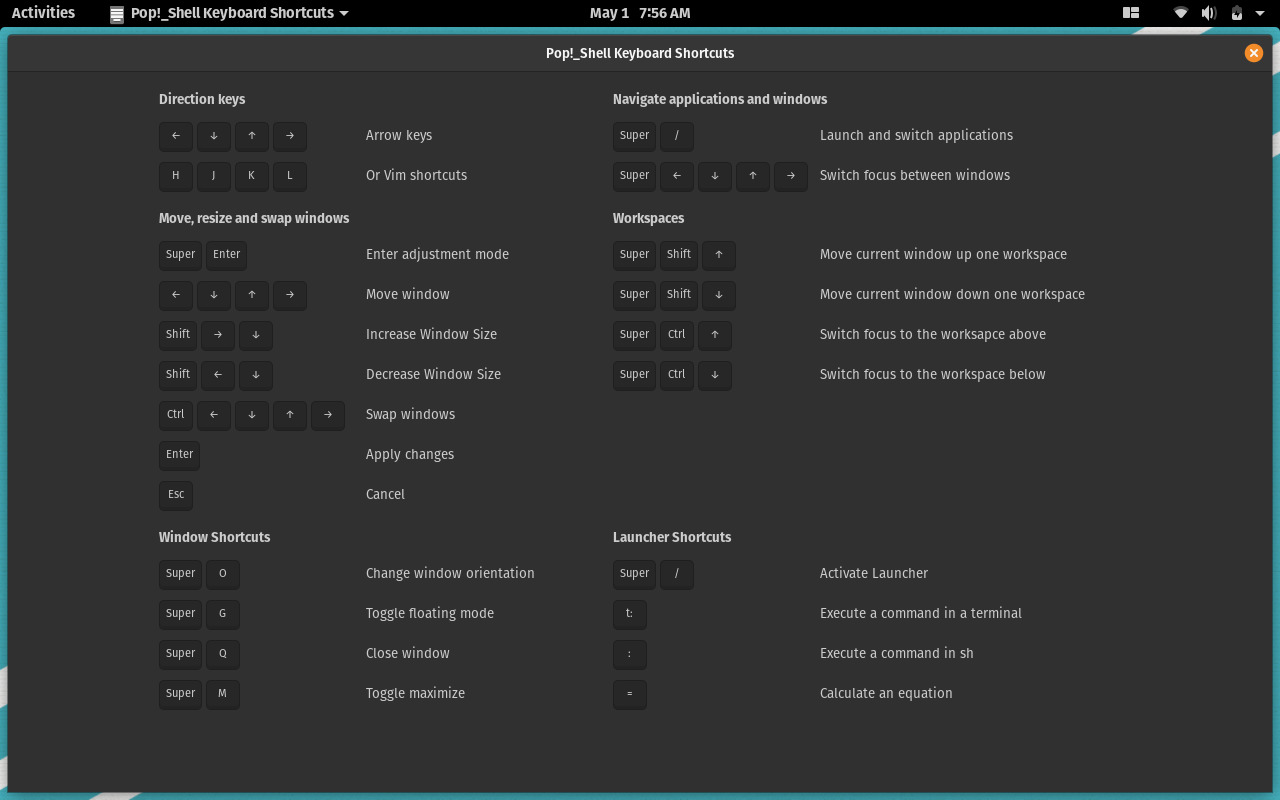 Activities Pop!_Shell Keyboard Shortcuts May 1 7:56 AM
Pop!_Shell Keyboard Shortcuts
Direction keys
← ↓ ↑ → Arrow keys
H J K L Or Vim shortcuts
Move, resize and swap windows
Super Enter Enter adjustment mode
← ↓ ↑ → Move window
Shift → ↓ Increase Window Size
Shift ← ↓ Decrease Window Size
Ctrl ← ↓ ↑ → Swap windows
Enter Apply changes
Esc Cancel
Window Shortcuts
Super O Change window orientation
Super G Toggle floating mode
Super Q Close window
Super M Toggle maximize
Navigate applications and windows
Super / Launch and switch applications
Super ← ↓ ↑ → Switch focus between windows
Workspaces
Super Shift ↑ Move current window up one workspace
Super Shift ↓ Move current window down one workspace
Super Ctrl ↑ Switch focus to the worksapce above
Super Ctrl ↓ Switch focus to the workspace below
Launcher Shortcuts
Super / Activate Launcher
t: Execute a command in a terminal
: Execute a command in sh
= Calculate an equation